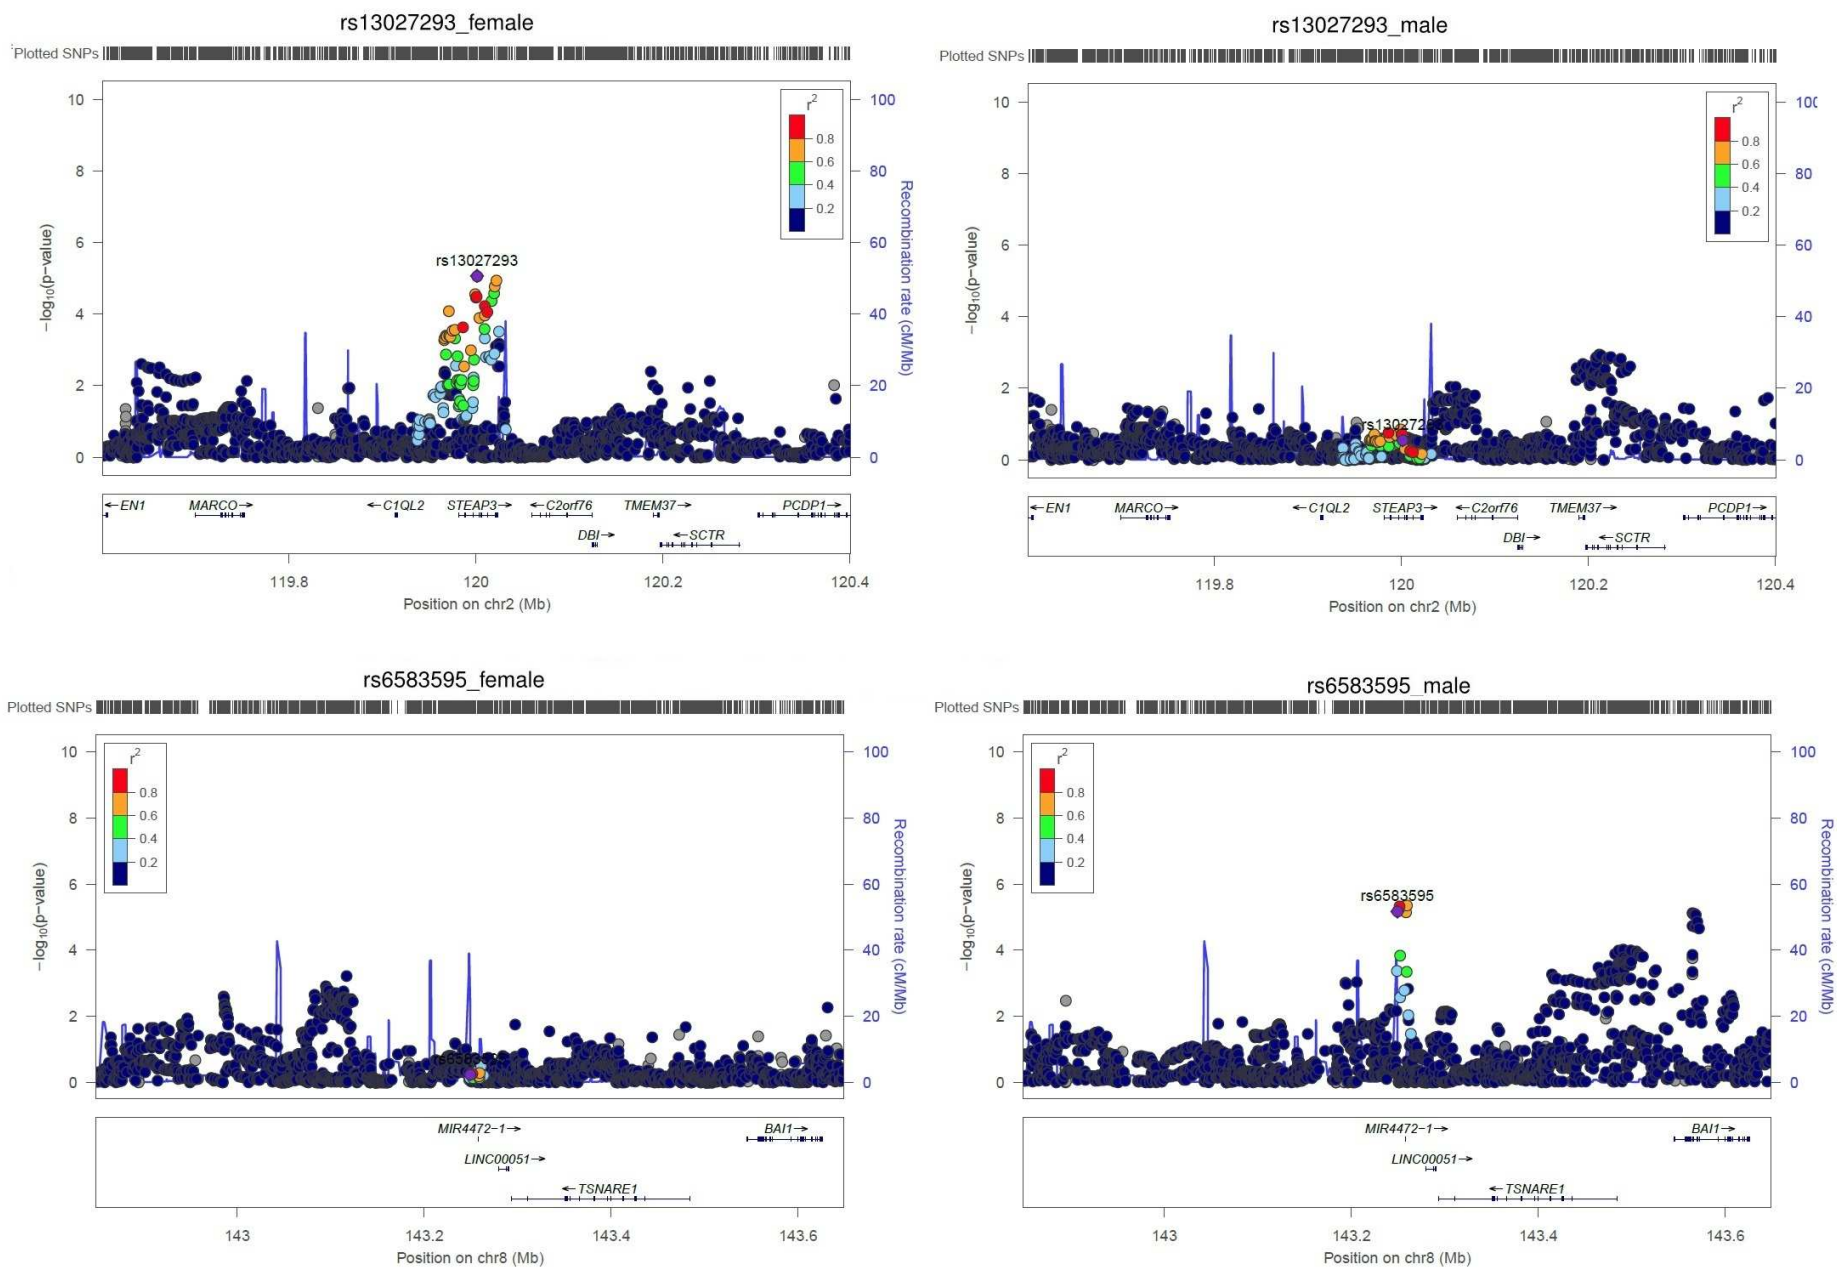 rs13027293_female
Plotted SNPs
10
8
6
4
2
0
−log10(p−value)
r2
0.8
0.6
0.4
0.2
100
80
60
40
20
0
Recombination rate (cM/Mb)
rs13027293
←EN1
MARCO→
←C1QL2
STEAP3→
←C2orf76
TMEM37→
PCDP1→
DBI→
←SCTR
119.8
120
120.2
120.4
Position on chr2 (Mb)
rs13027293_male
Plotted SNPs
10
8
6
4
2
0
−log10(p−value)
r2
0.8
0.6
0.4
0.2
80
60
40
20
0
Recombination rate (cM/Mb)
←EN1
MARCO→
←C1QL2
STEAP3→
←C2orf76
TMEM37→
PCDP1→
DBI→
←SCTR
119.8
120
120.2
120.4
Position on chr2 (Mb)
rs6583595_female
Plotted SNPs
10
8
6
4
2
0
−log10(p−value)
r2
0.8
0.6
0.4
0.2
100
80
60
40
20
0
Recombination rate (cM/Mb)
MIR4472−1→
BAI1→
LINC00051→
←TSNARE1
143
143.2
143.4
143.6
Position on chr8 (Mb)
rs6583595_male
Plotted SNPs
10
8
6
4
2
0
−log10(p−value)
r2
0.8
0.6
0.4
0.2
100
80
60
40
20
0
Recombination rate (cM/Mb)
rs6583595
MIR4472−1→
BAI1→
LINC00051→
←TSNARE1
143
143.2
143.4
143.6
Position on chr8 (Mb)